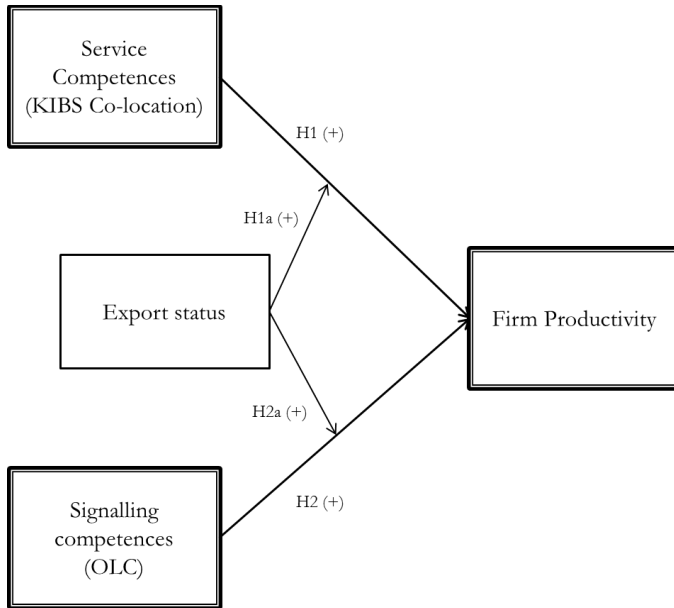 Service
Competences
(KIBS Co-location)
H1 (+)
H1a (+)
Export status
Firm Productivity
H2a (+)
H2 (+)
Signalling
competences
(OLC)